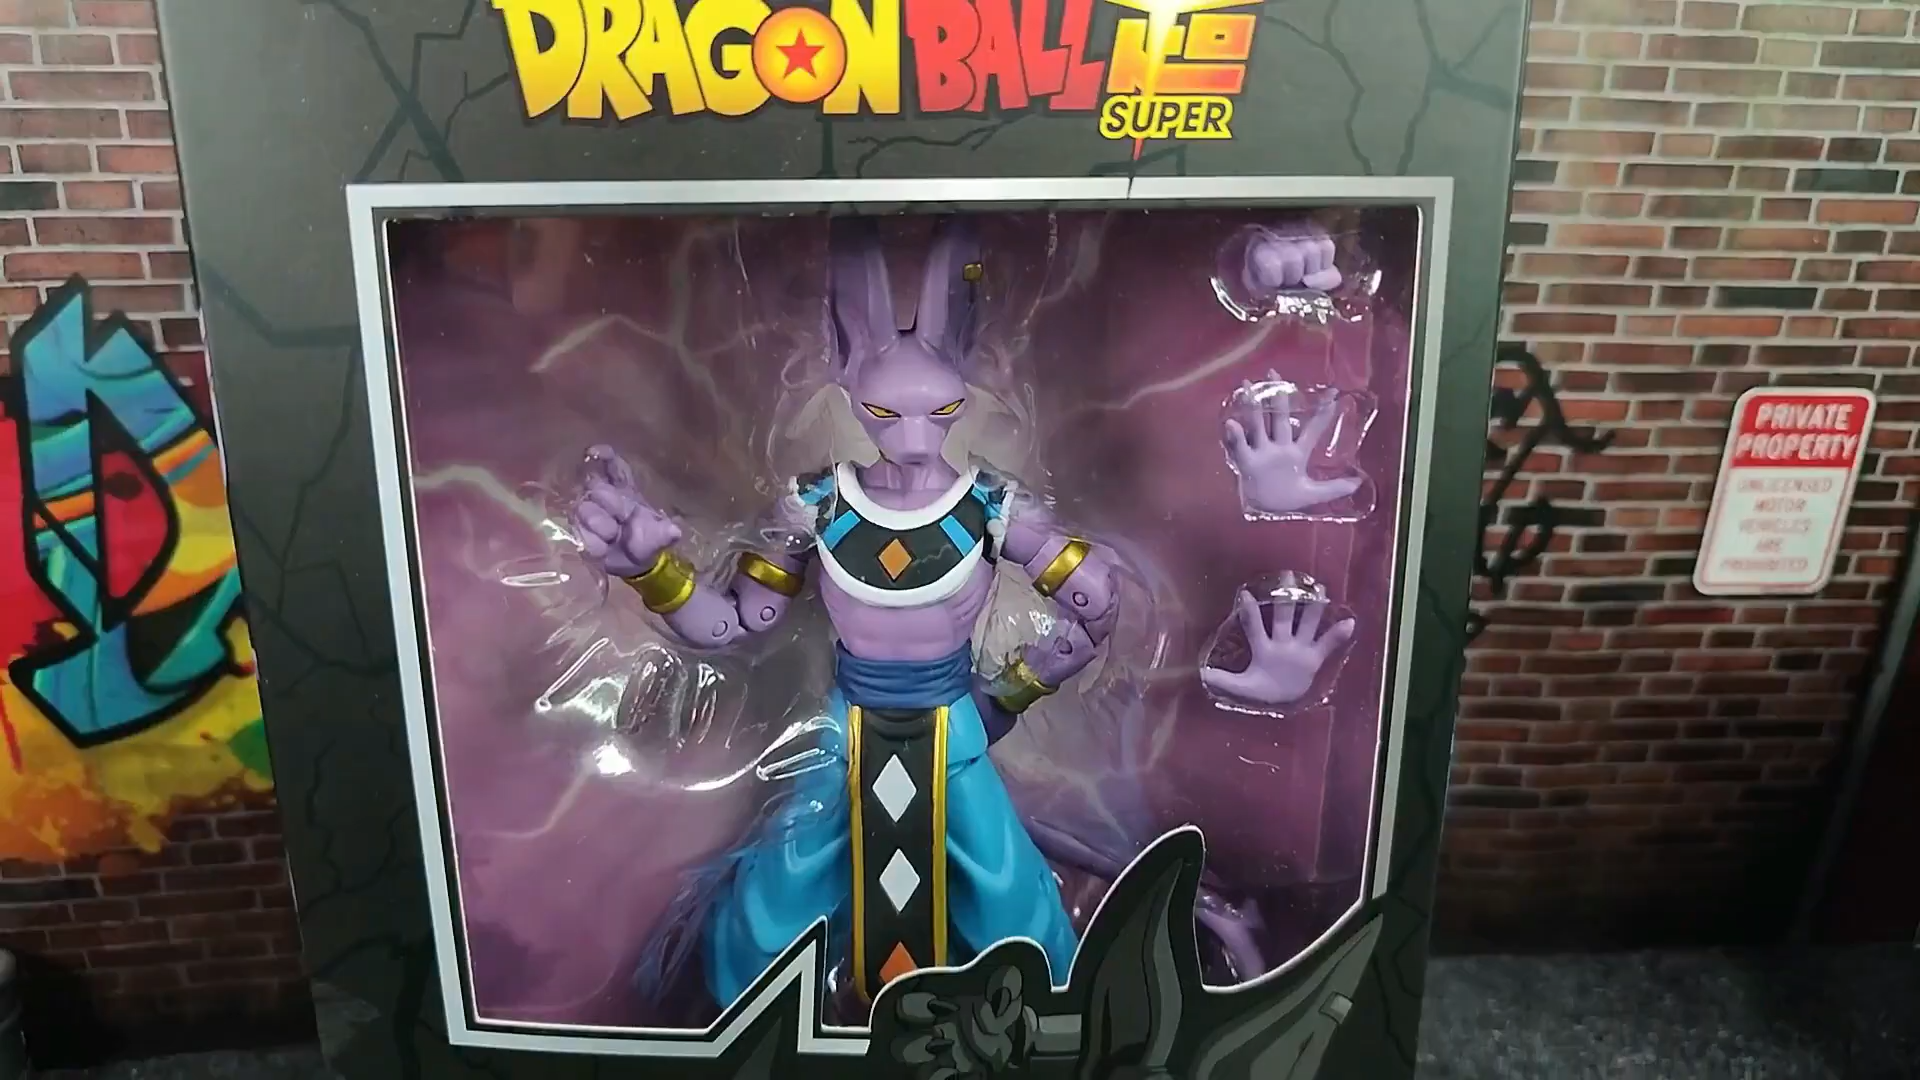 DRAGON BALL
超
SUPER
PRIVATE
PROPERTY
UNLICENSED
MOTOR
VEHICLES
ARE
PROHIBITED